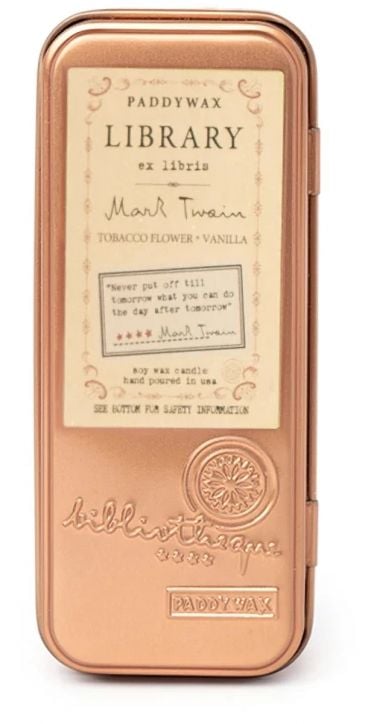 PADDYWAX
LIBRARY
ex libris
Mark Twain
TOBACCO FLOWER • VANILLA
"Never put off till
tomorrow what you can do
the day after tomorrow"
**** Mark Twain
soy wax candle
hand poured in usa
SEE BOTTOM FOR SAFETY INFORMATION
bibliotheque
****
PADDYWAX